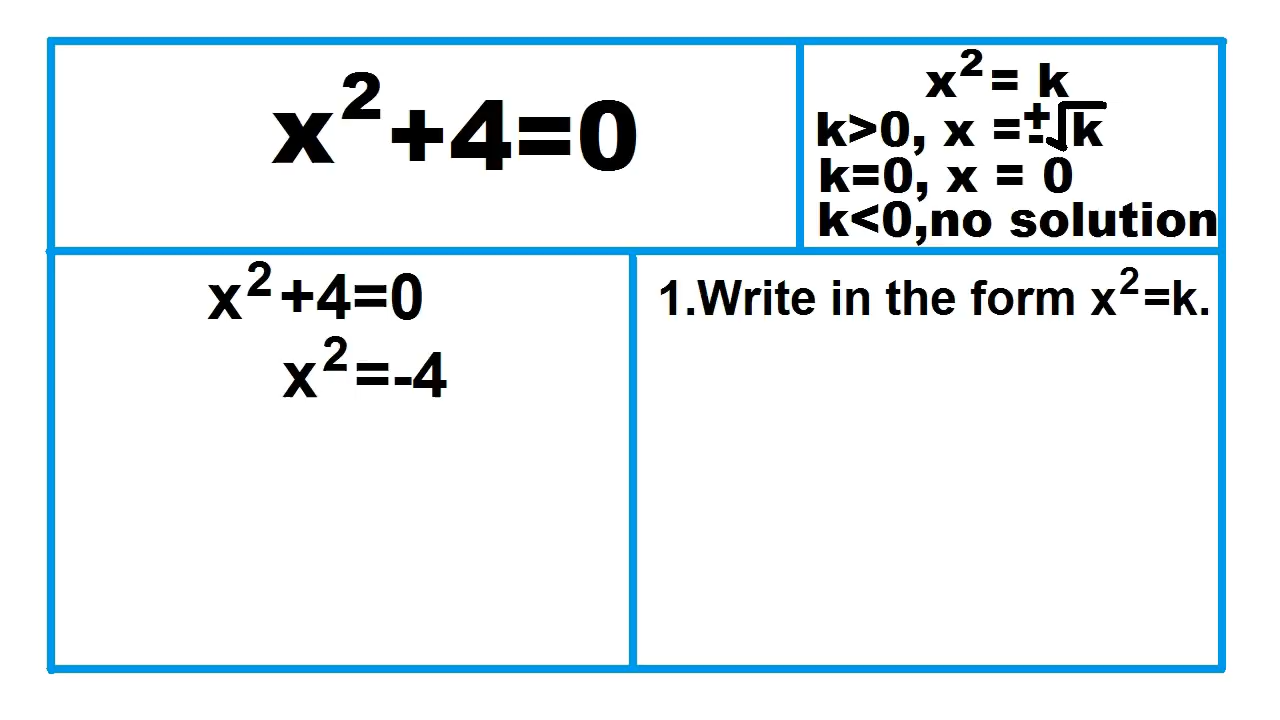 x²+4=0
x²= k
k>0, x =±√k
k=0, x = 0
k<0,no solution
x²+4=0
x²=-4
1.Write in the form x²=k.